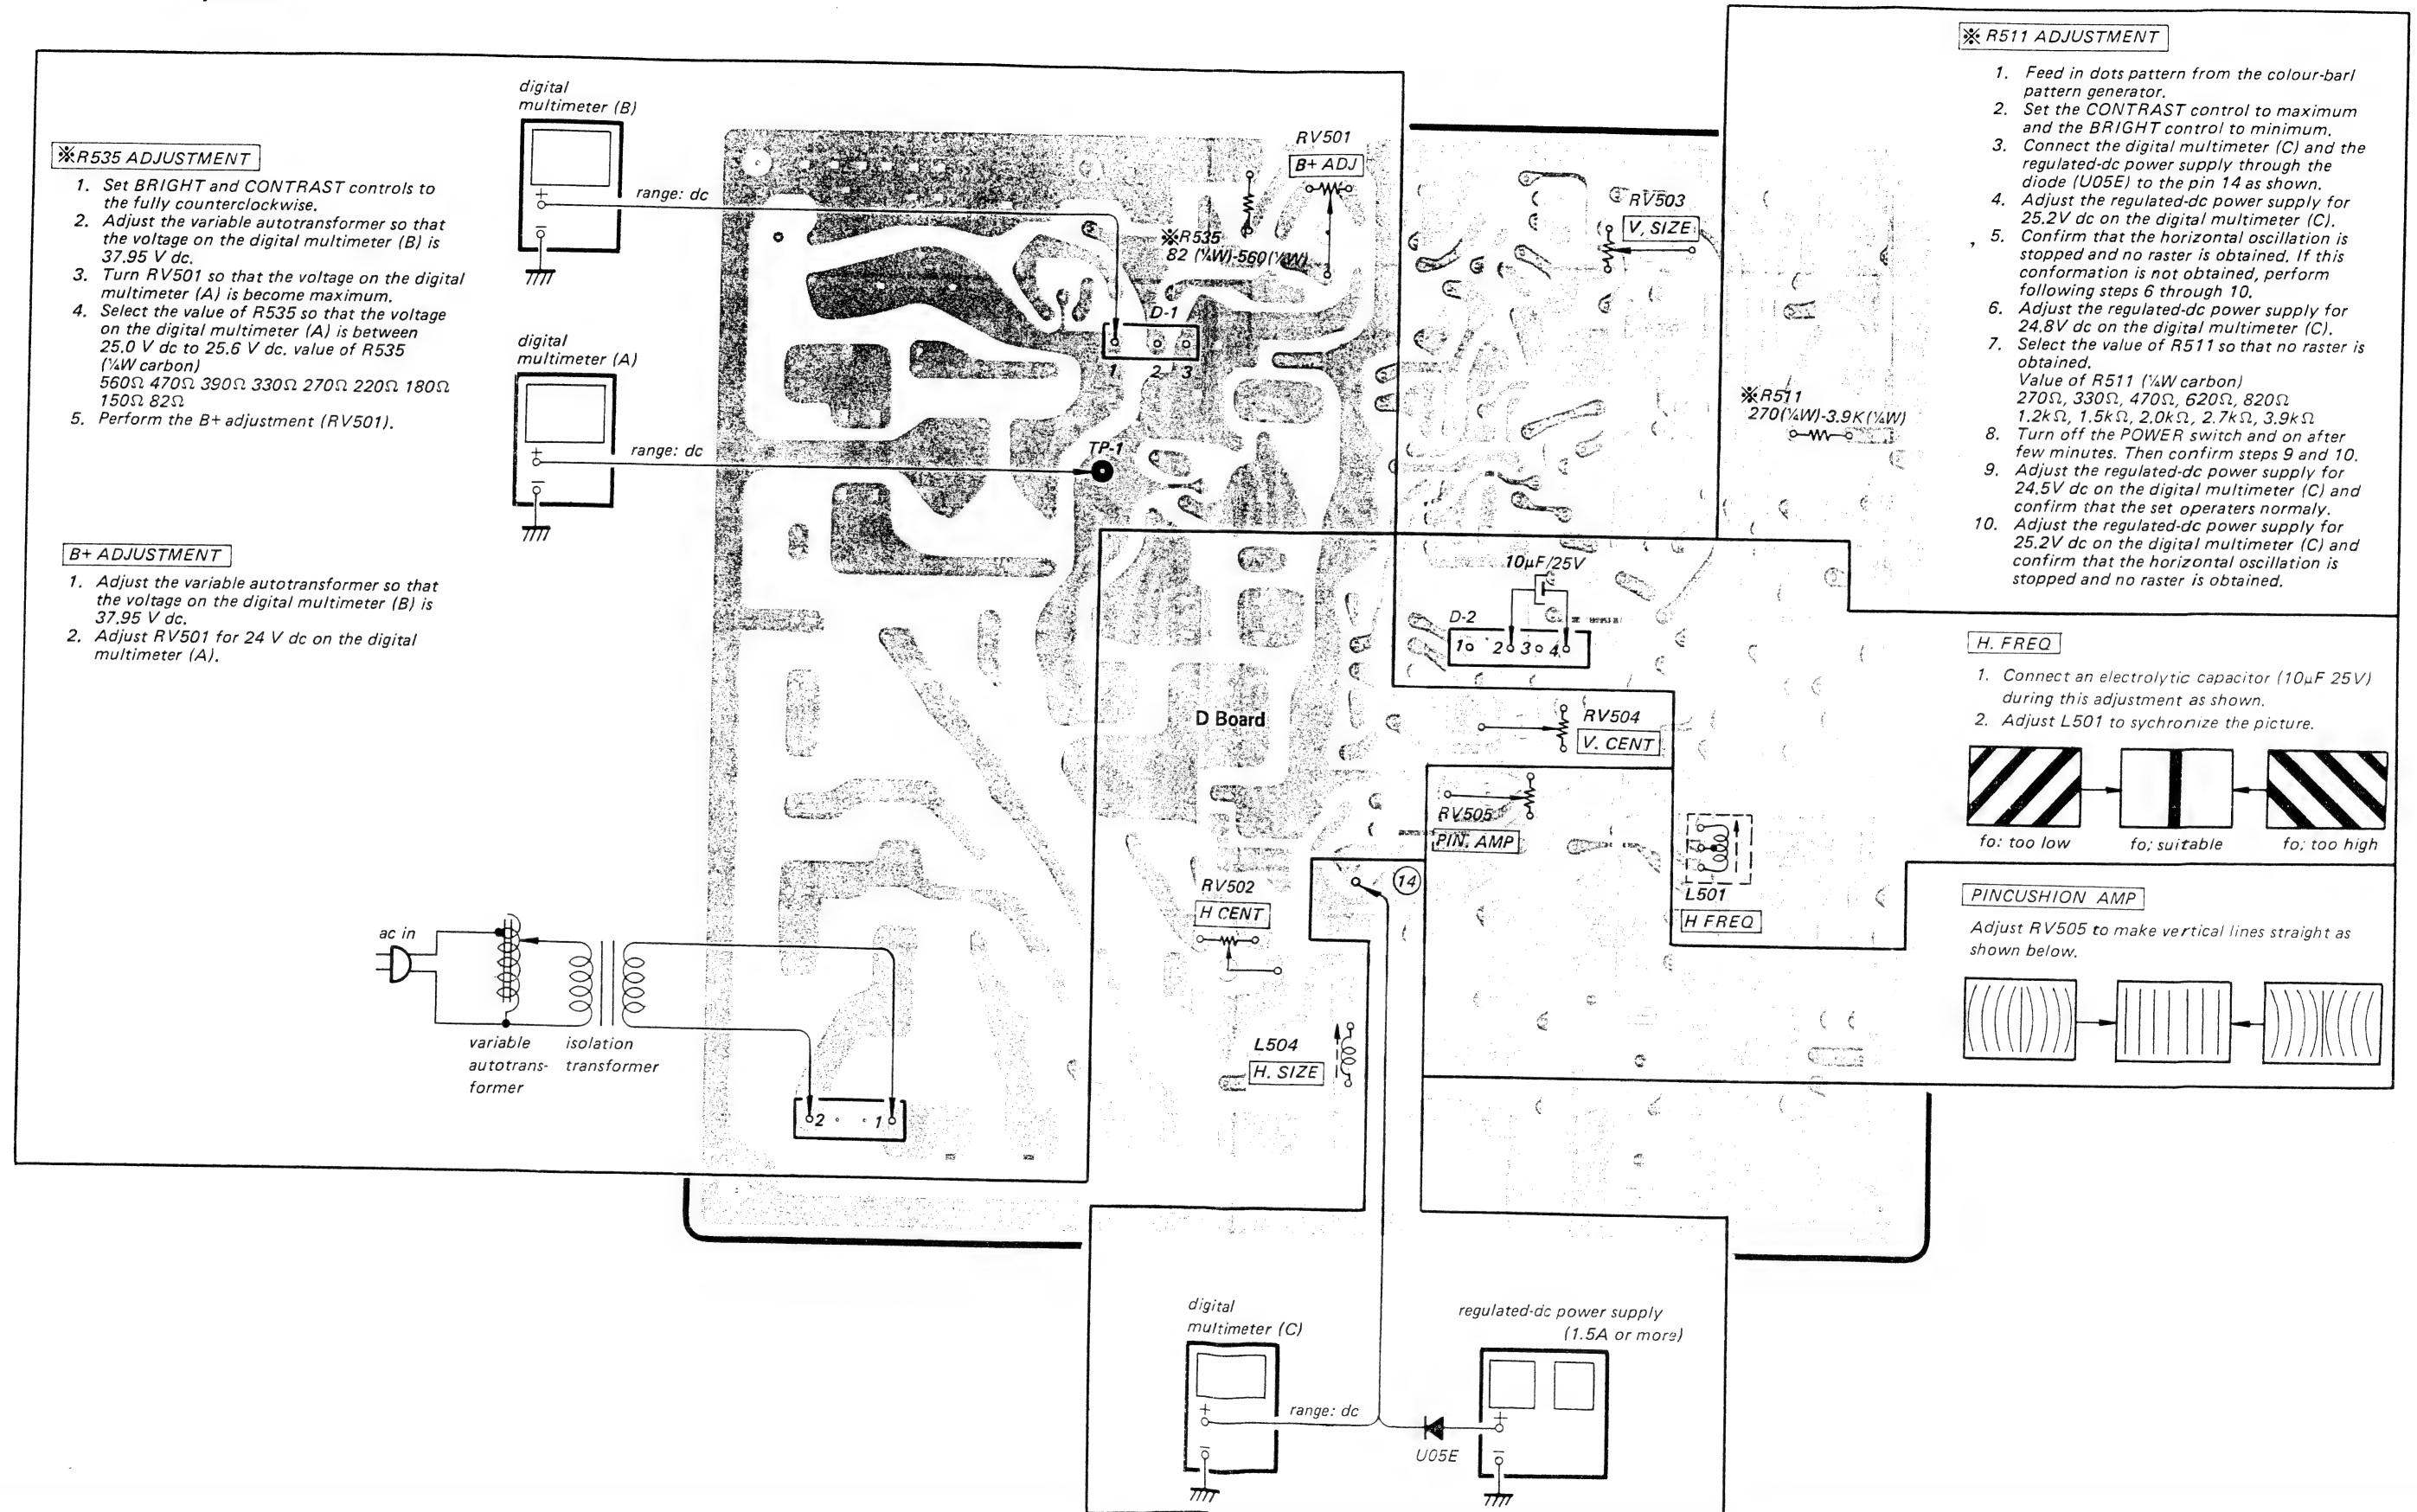 ※R535 ADJUSTMENT
1. Set BRIGHT and CONTRAST controls to
the fully counterclockwise.
2. Adjust the variable autotransformer so that
the voltage on the digital multimeter (B) is
37.95 V dc.
3. Turn RV501 so that the voltage on the digital
multimeter (A) is become maximum.
4. Select the value of R535 so that the voltage
on the digital multimeter (A) is between
25.0 V dc to 25.6 V dc. value of R535
(¼W carbon)
560Ω 470Ω 390Ω 330Ω 270Ω 220Ω 180Ω
150Ω 82Ω
5. Perform the B+ adjustment (RV501).
B+ ADJUSTMENT
1. Adjust the variable autotransformer so that
the voltage on the digital multimeter (B) is
37.95 V dc.
2. Adjust RV501 for 24 V dc on the digital
multimeter (A).
digital
multimeter (B)
+
−
range: dc
digital
multimeter (A)
+
−
range: dc
RV501
B+ ADJ
※R535
82 (¼W)-560(¼W)
D-1
1 2 3
TP-1
RV503
V, SIZE
※R511
270(¼W)-3.9K(¼W)
10μF/25V
D-2
1 2 3 4
D Board
RV504
V. CENT
RV505
PIN. AMP
14
RV502
H CENT
L504
H. SIZE
L501
H FREQ
ac in
variable
autotrans-
former
isolation
transformer
2 1
digital
multimeter (C)
+
−
range: dc
U05E
regulated-dc power supply
(1.5A or more)
+
−
※ R511 ADJUSTMENT
1. Feed in dots pattern from the colour-barl
pattern generator.
2. Set the CONTRAST control to maximum
and the BRIGHT control to minimum.
3. Connect the digital multimeter (C) and the
regulated-dc power supply through the
diode (U05E) to the pin 14 as shown.
4. Adjust the regulated-dc power supply for
25.2V dc on the digital multimeter (C).
5. Confirm that the horizontal oscillation is
stopped and no raster is obtained. If this
conformation is not obtained, perform
following steps 6 through 10.
6. Adjust the regulated-dc power supply for
24.8V dc on the digital multimeter (C).
7. Select the value of R511 so that no raster is
obtained.
Value of R511 (¼W carbon)
270Ω, 330Ω, 470Ω, 620Ω, 820Ω
1.2kΩ, 1.5kΩ, 2.0kΩ, 2.7kΩ, 3.9kΩ
8. Turn off the POWER switch and on after
few minutes. Then confirm steps 9 and 10.
9. Adjust the regulated-dc power supply for
24.5V dc on the digital multimeter (C) and
confirm that the set operaters normaly.
10. Adjust the regulated-dc power supply for
25.2V dc on the digital multimeter (C) and
confirm that the horizontal oscillation is
stopped and no raster is obtained.
H. FREQ
1. Connect an electrolytic capacitor (10μF 25V)
during this adjustment as shown.
2. Adjust L501 to sychronize the picture.
fo: too low
fo; suitable
fo; too high
PINCUSHION AMP
Adjust RV505 to make vertical lines straight as
shown below.